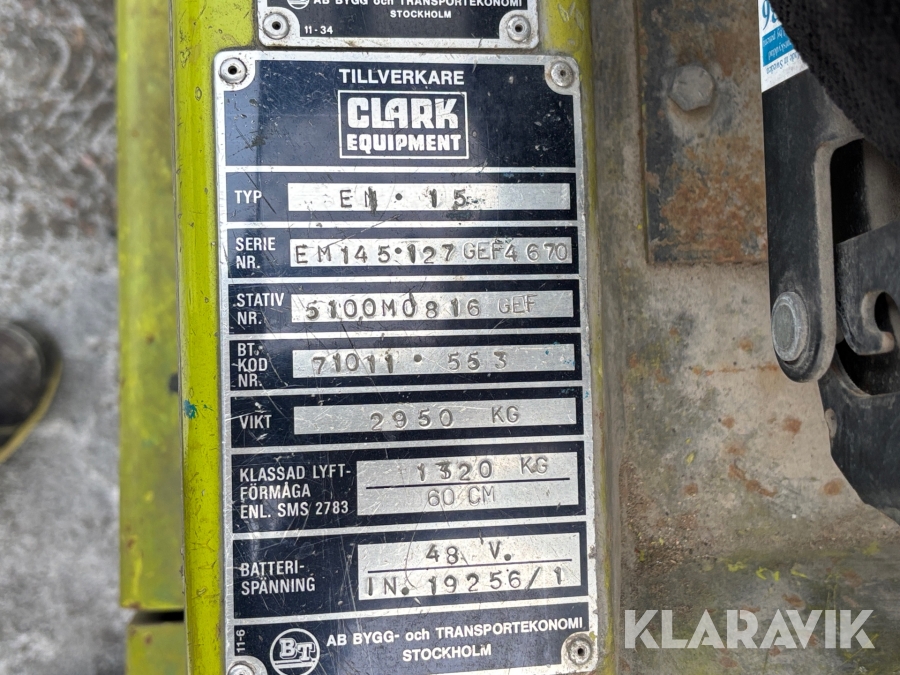 AB BYGG och TRANSPORTEKONOMI
STOCKHOLM
11-34
TILLVERKARE
CLARK
EQUIPMENT
TYP EM · 15
SERIE NR. EM145·127 GEF4670
STATIV NR. 5100M0816 GEF
BT.- KOD NR. 71011 · 553
VIKT 2950 KG
KLASSAD LYFT-
FÖRMÅGA
ENL. SMS 2783
1320 KG
60 CM
BATTERI-
SPÄNNING
48 V.
IN. 19256/1
11-6
BT
AB BYGG- och TRANSPORTEKONOMI
STOCKHOLM
KLARAVIK